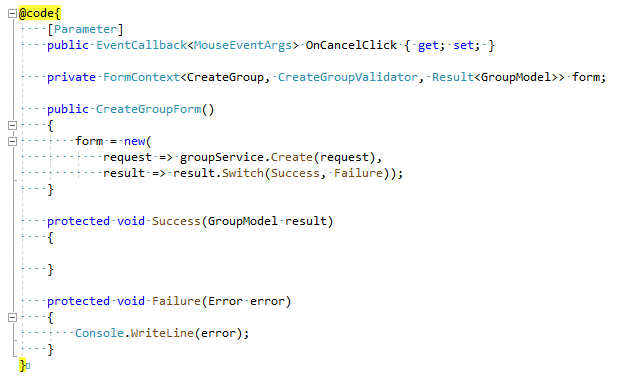 @code{
    [Parameter]
    public EventCallback<MouseEventArgs> OnCancelClick { get; set; }

    private FormContext<CreateGroup, CreateGroupValidator, Result<GroupModel>> form;

    public CreateGroupForm()
    {
        form = new(
            request => groupService.Create(request),
            result => result.Switch(Success, Failure));
    }

    protected void Success(GroupModel result)
    {

    }

    protected void Failure(Error error)
    {
        Console.WriteLine(error);
    }
}